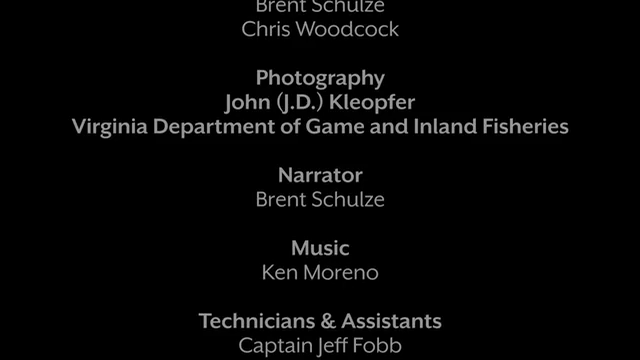 Brent Schulze
Chris Woodcock
Photography
John (J.D.) Kleopfer
Virginia Department of Game and Inland Fisheries
Narrator
Brent Schulze
Music
Ken Moreno
Technicians & Assistants
Captain Jeff Fobb